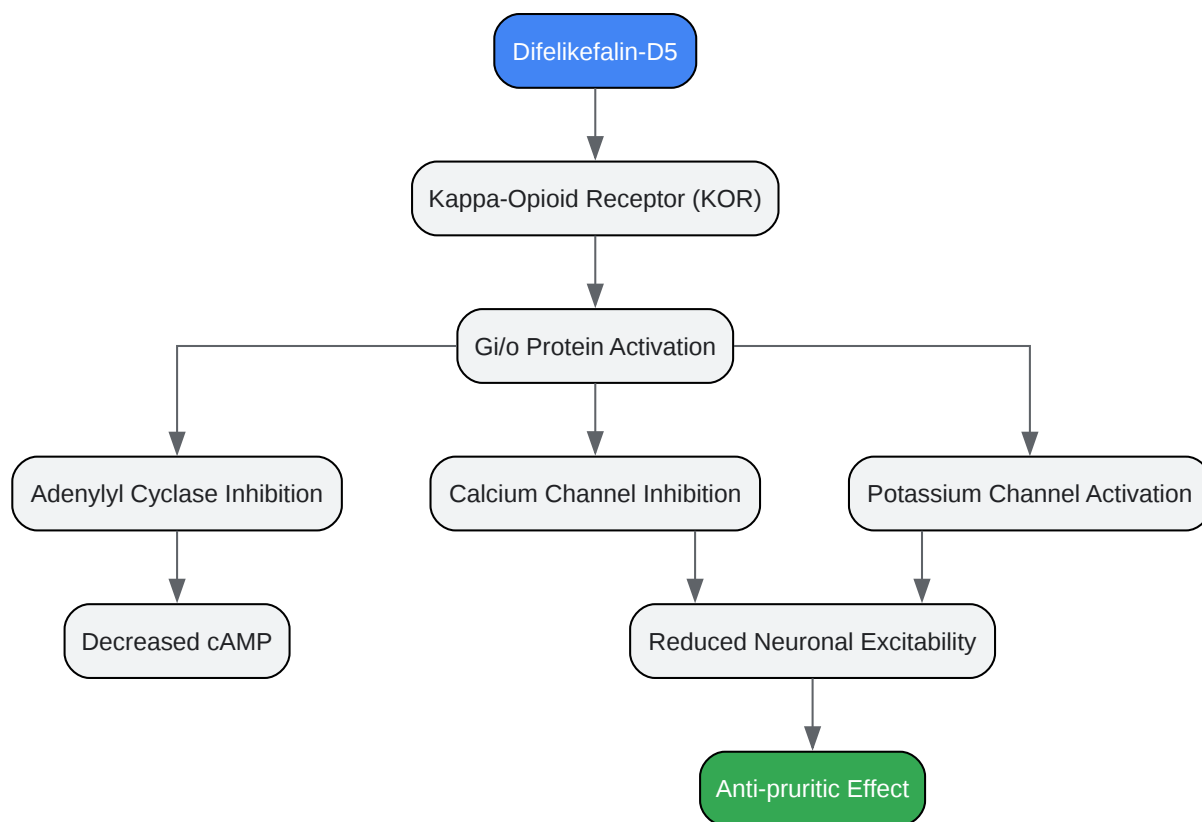 Difelikefalin-D5
Kappa-Opioid Receptor (KOR)
Gi/o Protein Activation
Adenylyl Cyclase Inhibition
Calcium Channel Inhibition
Potassium Channel Activation
Decreased cAMP
Reduced Neuronal Excitability
Anti-pruritic Effect